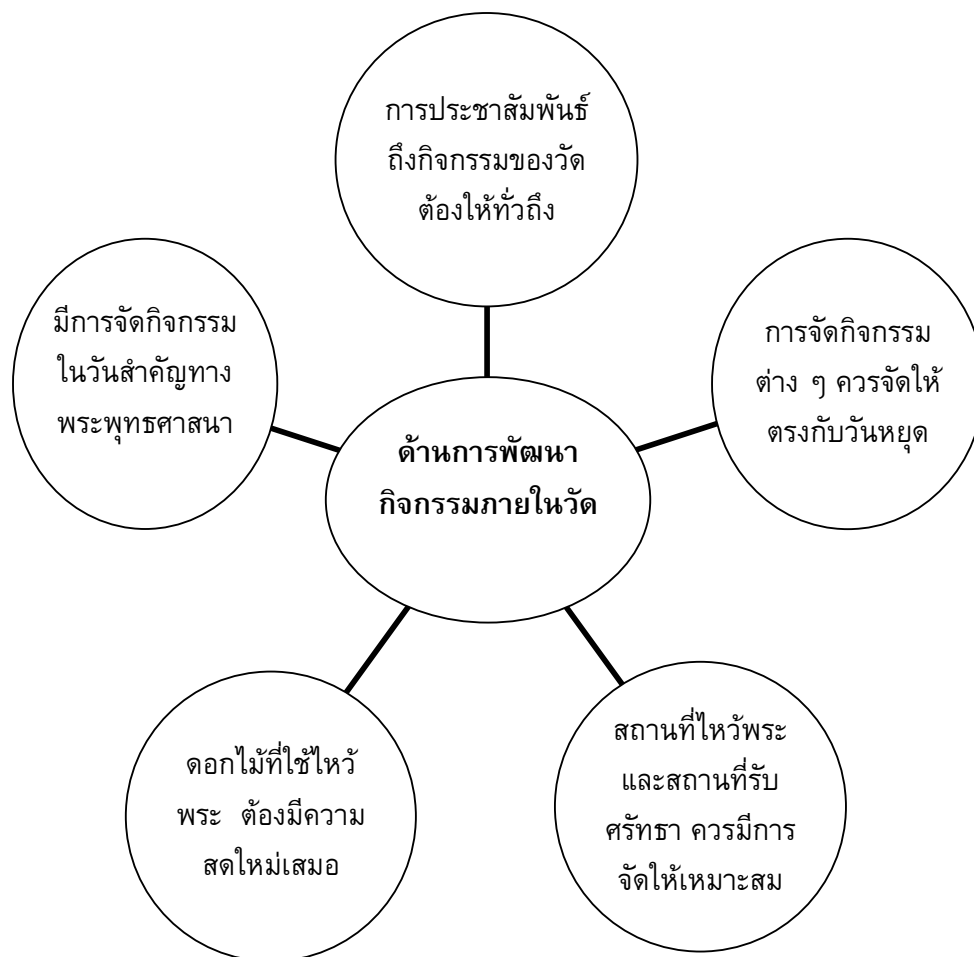 การประชาสัมพันธ์
ถึงกิจกรรมของวัด
ต้องให้ทั่วถึง
มีการจัดกิจกรรม
ในวันสำคัญทาง
พระพุทธศาสนา
การจัดกิจกรรม
ต่าง ๆ ควรจัดให้
ตรงกับวันหยุด
ด้านการพัฒนา
กิจกรรมภายในวัด
ดอกไม้ที่ใช้ไหว้
พระ ต้องมีความ
สดใหม่เสมอ
สถานที่ไหว้พระ
และสถานที่รับ
ศรัทธา ควรมีการ
จัดให้เหมาะสม